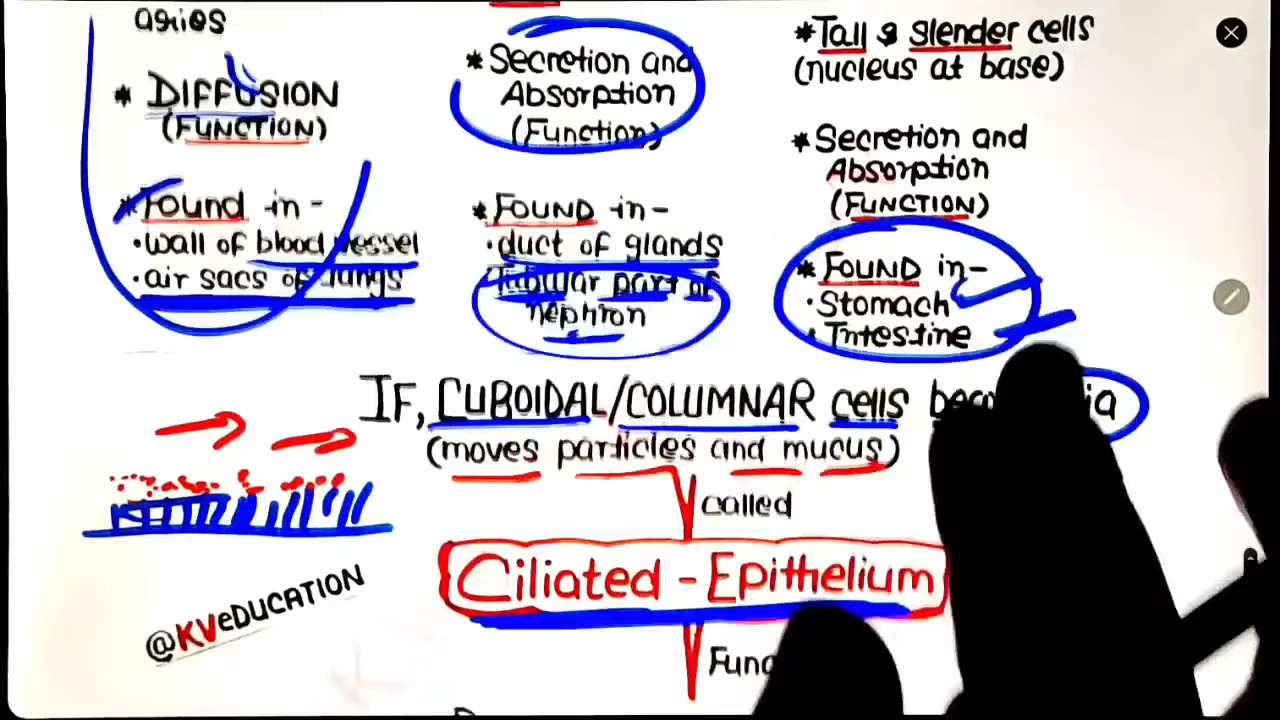 agies
* DIFFUSION
(FUNCTION)
*Found in-
•wall of blood vessel
•air sacs of lungs
*Secretion and
Absorption
(Function)
*FOUND in-
•duct of glands
•Tubular part of
nephron
*Tall & slender cells
(nucleus at base)
*Secretion and
Absorption
(FUNCTION)
* FOUND in-
•Stomach
•Intestine
IF, CUBOIDAL/COLUMNAR cells
(moves particles and mucus)
called
Ciliated-Epithelium
@KVeDUCATION